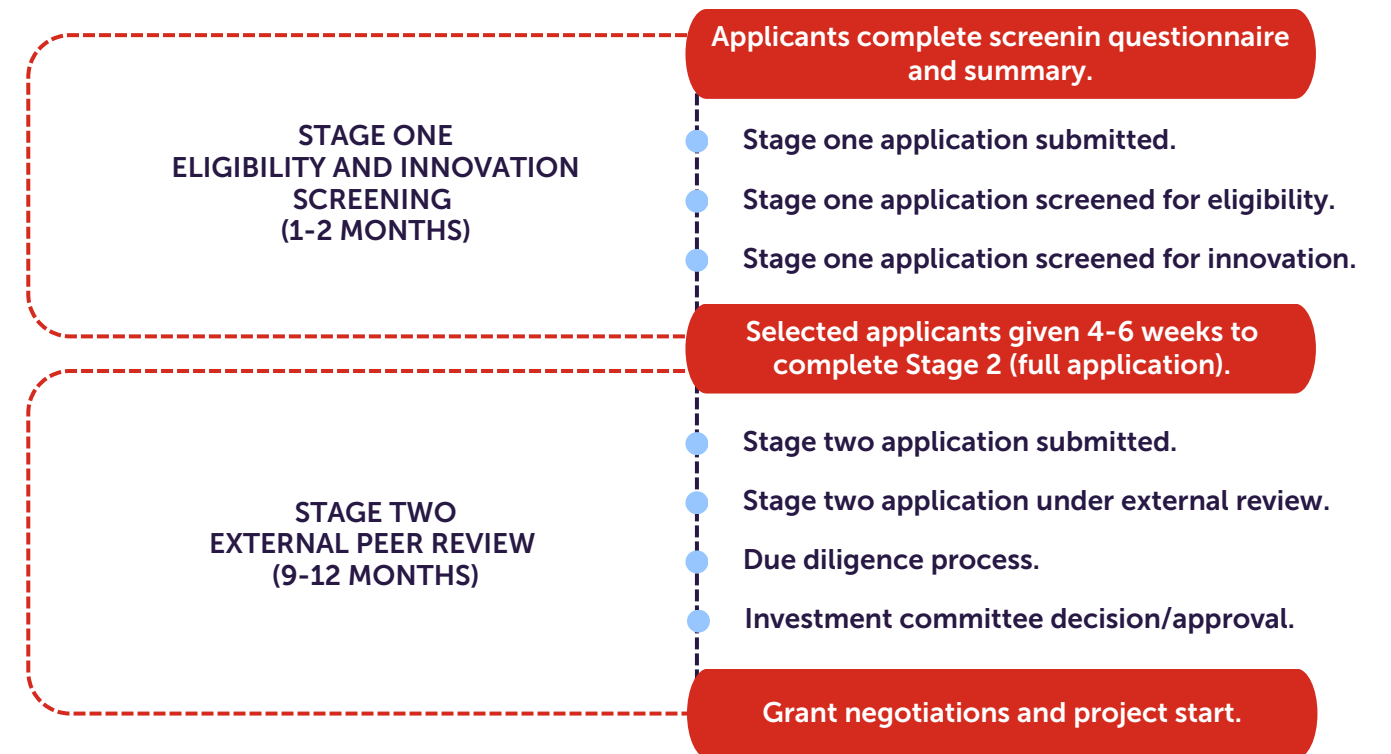 Applicants complete screenin questionnaire
and summary.
STAGE ONE
ELIGIBILITY AND INNOVATION
SCREENING
(1-2 MONTHS)
Stage one application submitted.
Stage one application screened for eligibility.
Stage one application screened for innovation.
Selected applicants given 4-6 weeks to
complete Stage 2 (full application).
STAGE TWO
EXTERNAL PEER REVIEW
(9-12 MONTHS)
Stage two application submitted.
Stage two application under external review.
Due diligence process.
Investment committee decision/approval.
Grant negotiations and project start.